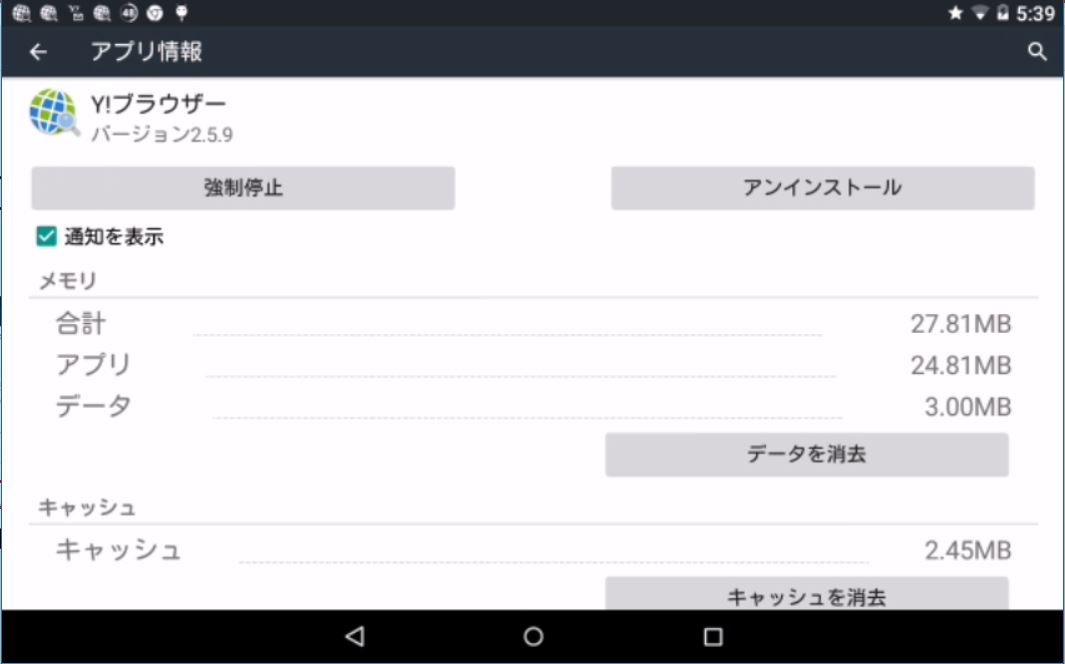 5:39
アプリ情報
Y!ブラウザー
バージョン2.5.9
強制停止 アンインストール
通知を表示
メモリ
合計 27.81MB
アプリ 24.81MB
データ 3.00MB
データを消去
キャッシュ
キャッシュ 2.45MB
キャッシュを消去